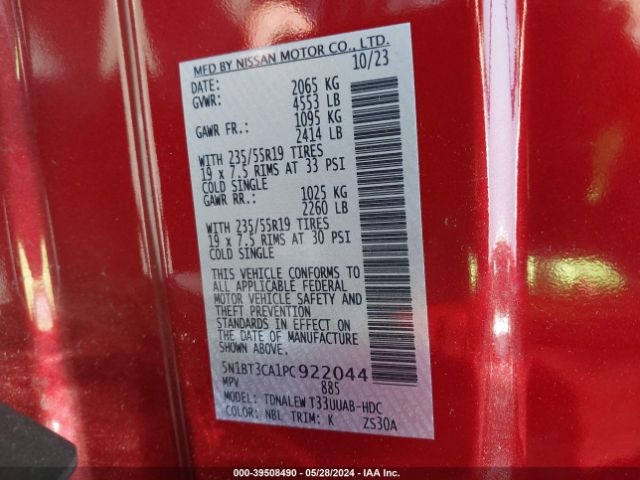 MFD BY NISSAN MOTOR CO., LTD.
DATE: 10/23
GVWR: 2065 KG
4553 LB
GAWR FR.: 1095 KG
2414 LB
WITH 235/55R19 TIRES
19 x 7.5 RIMS AT 33 PSI
COLD SINGLE
GAWR RR.: 1025 KG
2260 LB
WITH 235/55R19 TIRES
19 x 7.5 RIMS AT 30 PSI
COLD SINGLE
THIS VEHICLE CONFORMS TO
ALL APPLICABLE FEDERAL
MOTOR VEHICLE SAFETY AND
THEFT PREVENTION
STANDARDS IN EFFECT ON
THE DATE OF MANUFACTURE
SHOWN ABOVE.
5N1BT3CA1PC922044
MPV 885
MODEL: TDNALEW T33UUAB-HDC
COLOR: NBL TRIM: K ZS30A
000-39508490 - 05/28/2024 - IAA Inc.